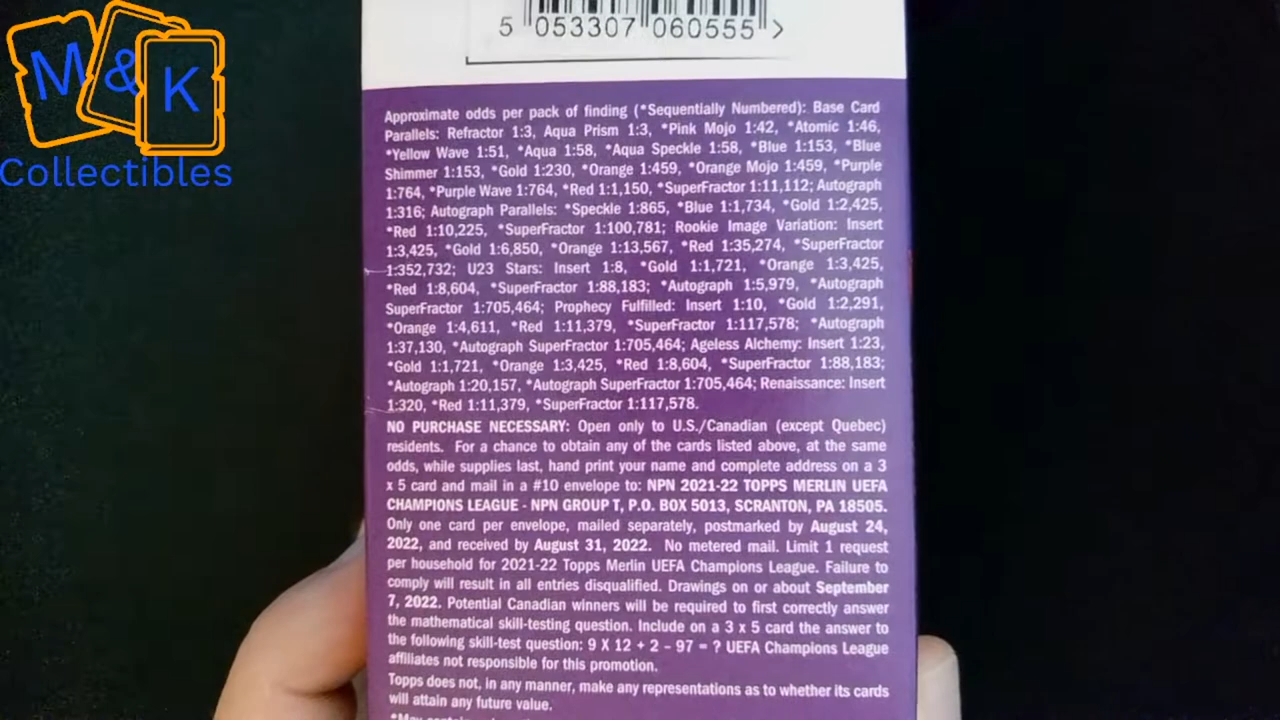 M & K
Collectibles
5 053307 060555 >
Approximate odds per pack of finding (*Sequentially Numbered): Base Card
Parallels: Refractor 1:3, Aqua Prism 1:3, *Pink Mojo 1:42, *Atomic 1:46,
*Yellow Wave 1:51, *Aqua 1:58, *Aqua Speckle 1:58, *Blue 1:153, *Blue
Shimmer 1:153, *Gold 1:230, *Orange 1:459, *Orange Mojo 1:459, *Purple
1:764, *Purple Wave 1:764, *Red 1:1,150, *SuperFractor 1:11,112; Autograph
1:316; Autograph Parallels: *Speckle 1:865, *Blue 1:1,734, *Gold 1:2,425,
*Red 1:10,225, *SuperFractor 1:100,781; Rookie Image Variation: Insert
1:3,425, *Gold 1:6,850, *Orange 1:13,567, *Red 1:35,274, *SuperFractor
1:352,732; U23 Stars: Insert 1:8, *Gold 1:1,721, *Orange 1:3,425,
*Red 1:8,604, *SuperFractor 1:88,183; *Autograph 1:5,979, *Autograph
SuperFractor 1:705,464; Prophecy Fulfilled: Insert 1:10, *Gold 1:2,291,
*Orange 1:4,611, *Red 1:11,379, *SuperFractor 1:117,578; *Autograph
1:37,130, *Autograph SuperFractor 1:705,464; Ageless Alchemy: Insert 1:23,
*Gold 1:1,721, *Orange 1:3,425, *Red 1:8,604, *SuperFractor 1:88,183;
*Autograph 1:20,157, *Autograph SuperFractor 1:705,464; Renaissance: Insert
1:320, *Red 1:11,379, *SuperFractor 1:117,578.
NO PURCHASE NECESSARY: Open only to U.S./Canadian (except Quebec)
residents. For a chance to obtain any of the cards listed above, at the same
odds, while supplies last, hand print your name and complete address on a 3
x 5 card and mail in a #10 envelope to: NPN 2021-22 TOPPS MERLIN UEFA
CHAMPIONS LEAGUE - NPN GROUP T, P.O. BOX 5013, SCRANTON, PA 18505.
Only one card per envelope, mailed separately, postmarked by August 24,
2022, and received by August 31, 2022. No metered mail. Limit 1 request
per household for 2021-22 Topps Merlin UEFA Champions League. Failure to
comply will result in all entries disqualified. Drawings on or about September
7, 2022. Potential Canadian winners will be required to first correctly answer
the mathematical skill-testing question. Include on a 3 x 5 card the answer to
the following skill-test question: 9 X 12 + 2 – 97 = ? UEFA Champions League
affiliates not responsible for this promotion.
Topps does not, in any manner, make any representations as to whether its cards
will attain any future value.